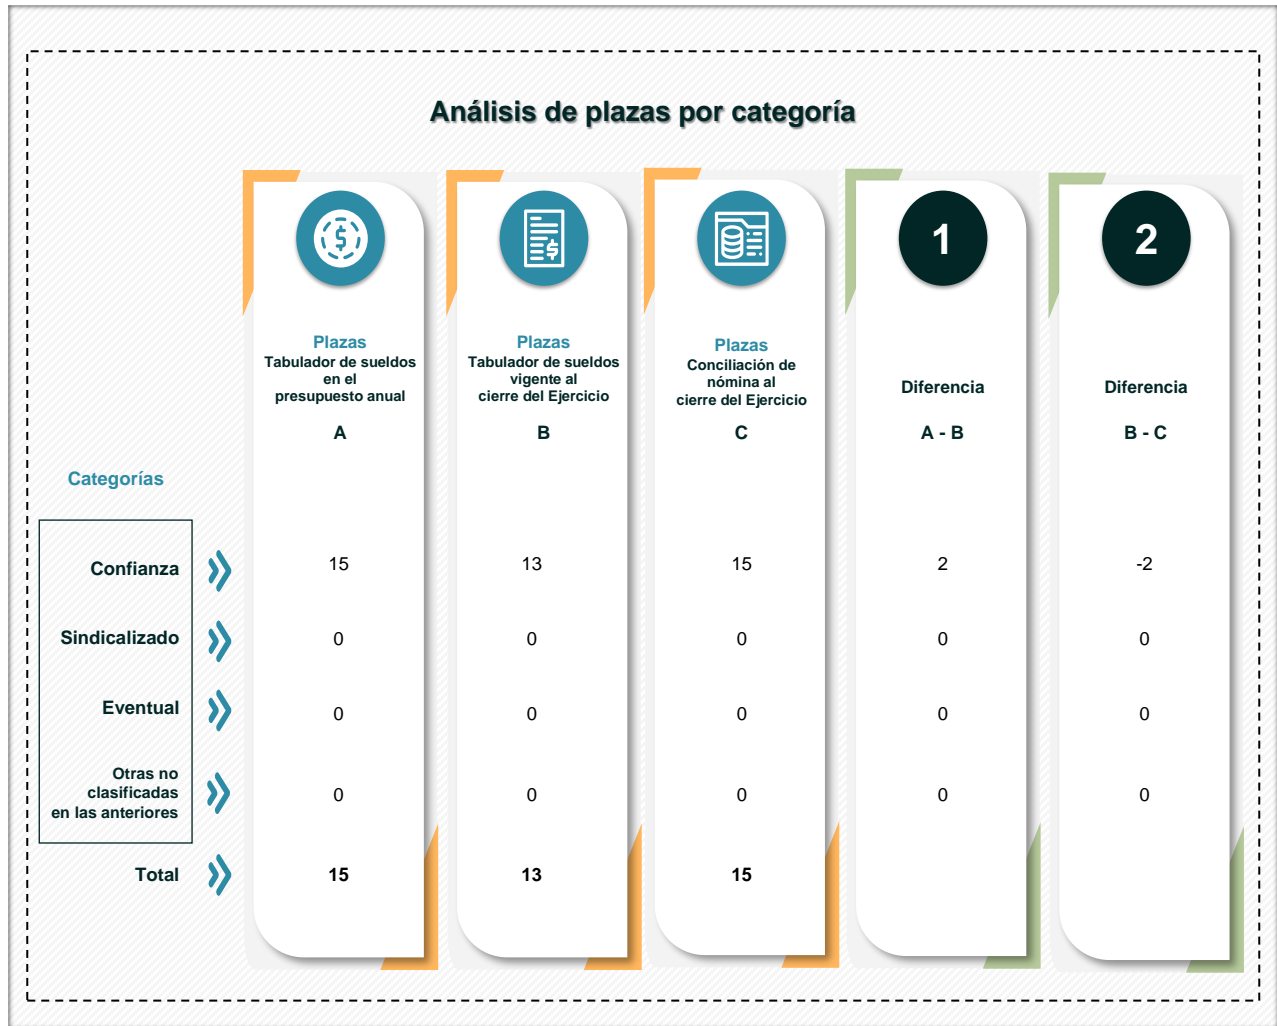 Análisis de plazas por categoría
1
2
Plazas
Tabulador de sueldos
en el
presupuesto anual
A
Plazas
Tabulador de sueldos
vigente al
cierre del Ejercicio
B
Plazas
Conciliación de
nómina al
cierre del Ejercicio
C
Diferencia
A - B
Diferencia
B - C
Categorías
Confianza 15 13 15 2 -2
Sindicalizado 0 0 0 0 0
Eventual 0 0 0 0 0
Otras no
clasificadas
en las anteriores 0 0 0 0 0
Total 15 13 15